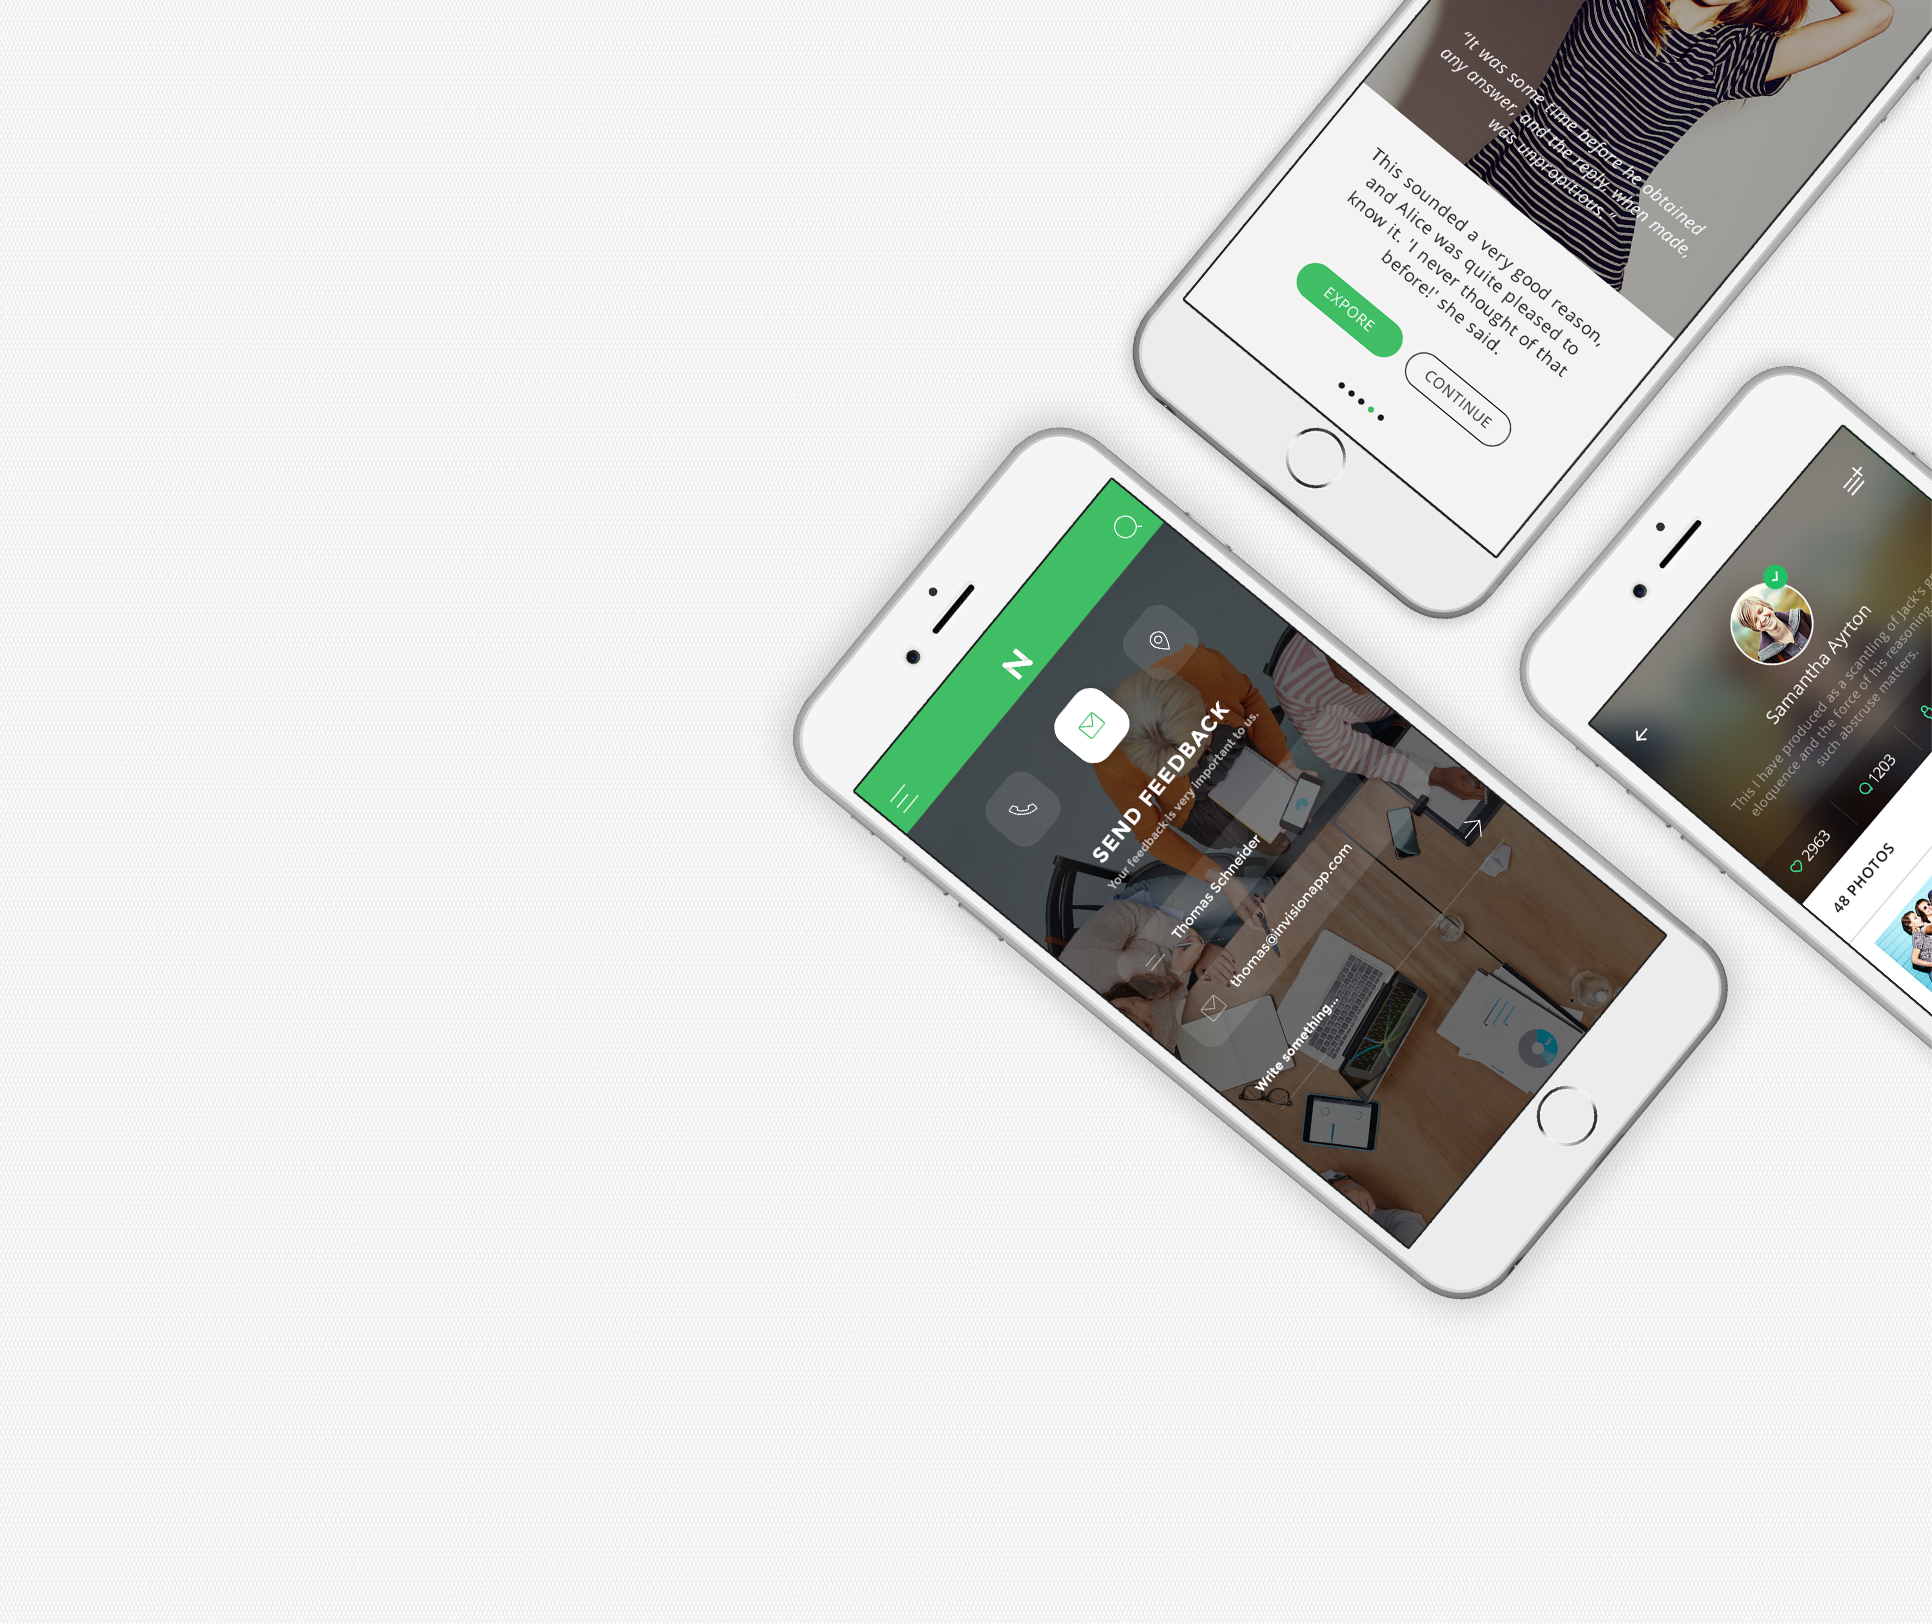 “It was some time before he obtained
any answer, and the reply, when made,
was unpropitious.”
This sounded a very good reason,
and Alice was quite pleased to
know it. 'I never thought of that
before!' she said.
EXPORE
CONTINUE
N
SEND FEEDBACK
Your feedback is very important to us.
Thomas Schneider
thomas@invisionapp.com
Write something...
Samantha Ayrton
This I have produced as a scantling of Jack's
eloquence and the force of his reasoning
such abstruse matters.
2963
1203
48 PHOTOS